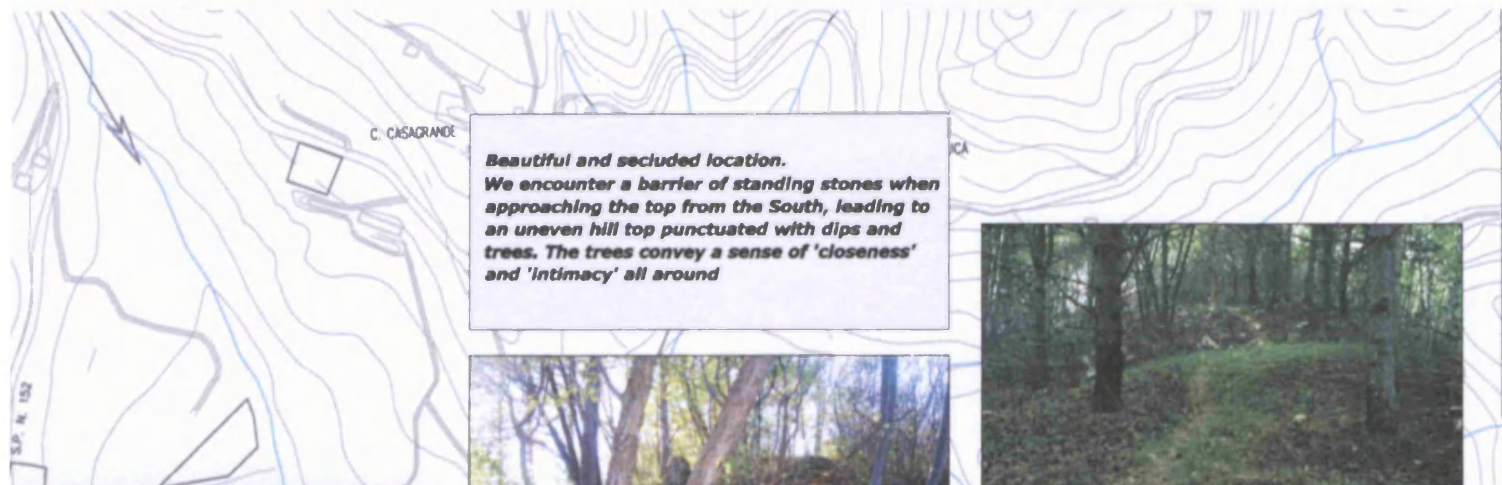 C. CASAGRANDE
ICA
Beautiful and secluded location.
We encounter a barrier of standing stones when
approaching the top from the South, leading to
an uneven hill top punctuated with dips and
trees. The trees convey a sense of 'closeness'
and 'intimacy' all around
S.P. N. 152